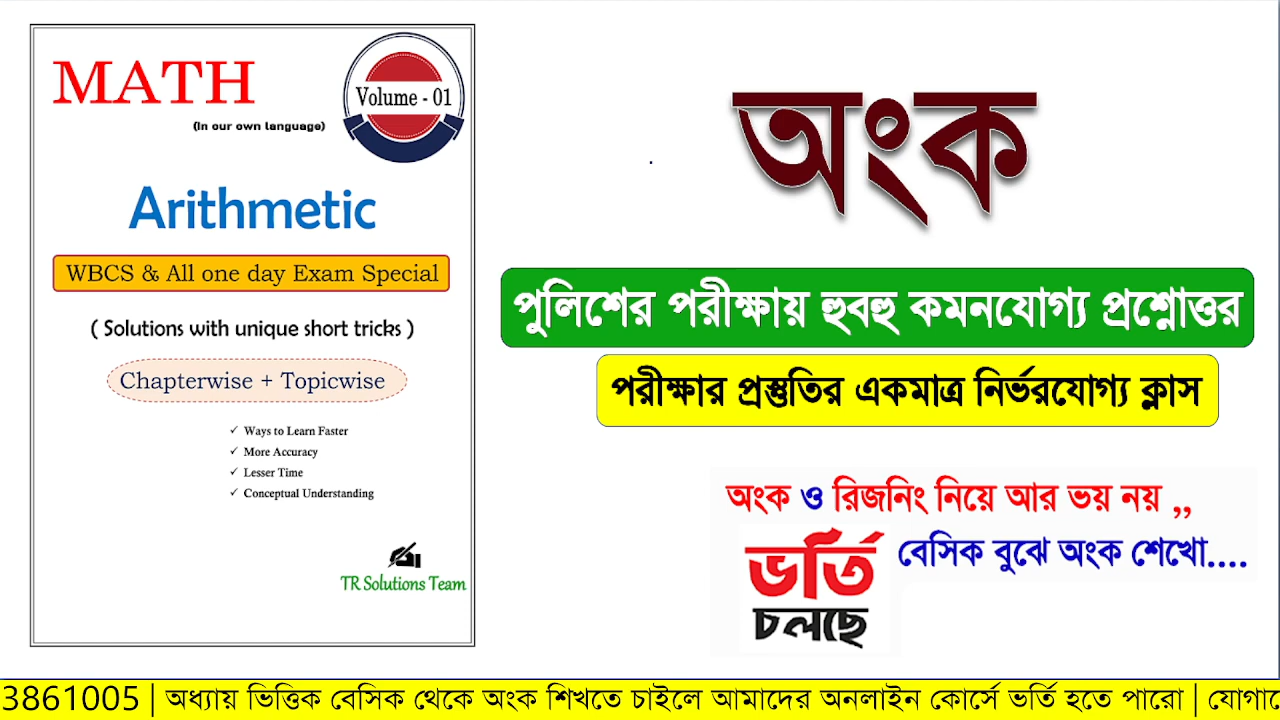 MATH
(In our own language)
Volume - 01
Arithmetic
WBCS & All one day Exam Special
( Solutions with unique short tricks )
Chapterwise + Topicwise
✓ Ways to Learn Faster
✓ More Accuracy
✓ Lesser Time
✓ Conceptual Understanding
TR Solutions Team
অংক
পুলিশের পরীক্ষায় হুবহু কমনযোগ্য প্রশ্নোত্তর
পরীক্ষার প্রস্তুতির একমাত্র নির্ভরযোগ্য ক্লাস
অংক ও রিজনিং নিয়ে আর ভয় নয় ,,
ভর্তি চলছে
বেসিক বুঝে অংক শেখো....
3861005 | অধ্যায় ভিত্তিক বেসিক থেকে অংক শিখতে চাইলে আমাদের অনলাইন কোর্সে ভর্তি হতে পারো |